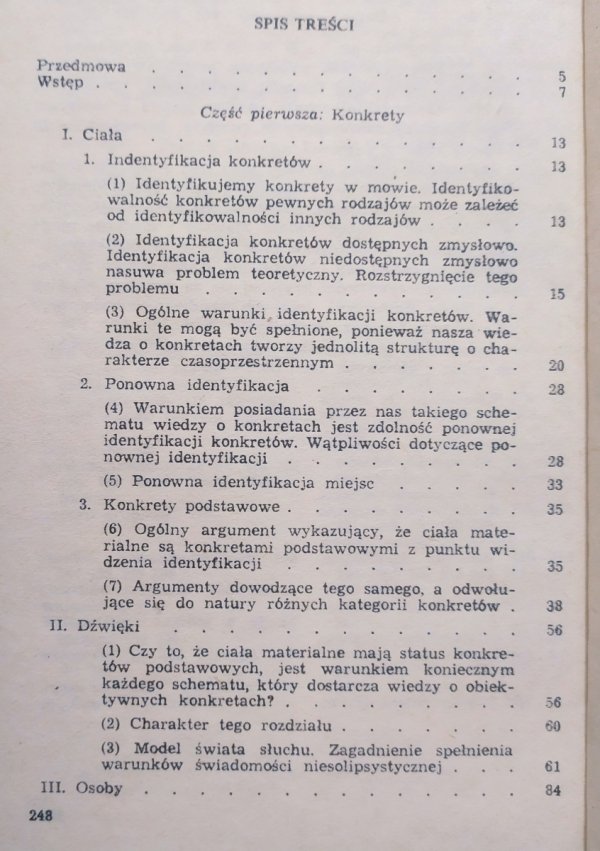 SPIS TREŚCI
Przedmowa . . . . . . . . . . . . . 5
Wstęp . . . . . . . . . . . . . . . 7
Część pierwsza: Konkrety
I. Ciała . . . . . . . . . . . . . 13
1. Indentyfikacja konkretów . . . . . . 13
(1) Identyfikujemy konkrety w mowie. Identyfiko-
walność konkretów pewnych rodzajów może zależeć
od identyfikowalności innych rodzajów . . . . 13
(2) Identyfikacja konkretów dostępnych zmysłowo.
Identyfikacja konkretów niedostępnych zmysłowo
nasuwa problem teoretyczny. Rozstrzygnięcie tego
problemu . . . . . . . . . . . . 15
(3) Ogólne warunki identyfikacji konkretów. Wa-
runki te mogą być spełnione, ponieważ nasza wie-
dza o konkretach tworzy jednolitą strukturę o cha-
rakterze czasoprzestrzennym . . . . . . . 20
2. Ponowna identyfikacja . . . . . . . . 28
(4) Warunkiem posiadania przez nas takiego sche-
matu wiedzy o konkretach jest zdolność ponownej
identyfikacji konkretów. Wątpliwości dotyczące po-
nownej identyfikacji . . . . . . . . . 28
(5) Ponowna identyfikacja miejsc . . . . . 33
3. Konkrety podstawowe . . . . . . . . 35
(6) Ogólny argument wykazujący, że ciała mate-
rialne są konkretami podstawowymi z punktu wi-
dzenia identyfikacji . . . . . . . . . 35
(7) Argumenty dowodzące tego samego, a odwołu-
jące się do natury różnych kategorii konkretów . 38
II. Dźwięki . . . . . . . . . . . . 56
(1) Czy to, że ciała materialne mają status konkre-
tów podstawowych, jest warunkiem koniecznym
każdego schematu, który dostarcza wiedzy o obiek-
tywnych konkretach? . . . . . . . . . 56
(2) Charakter tego rozdziału . . . . . . . 60
(3) Model świata słuchu. Zagadnienie spełnienia
warunków świadomości niesolipsystycznej . . . 61
III. Osoby . . . . . . . . . . . . . 84
248